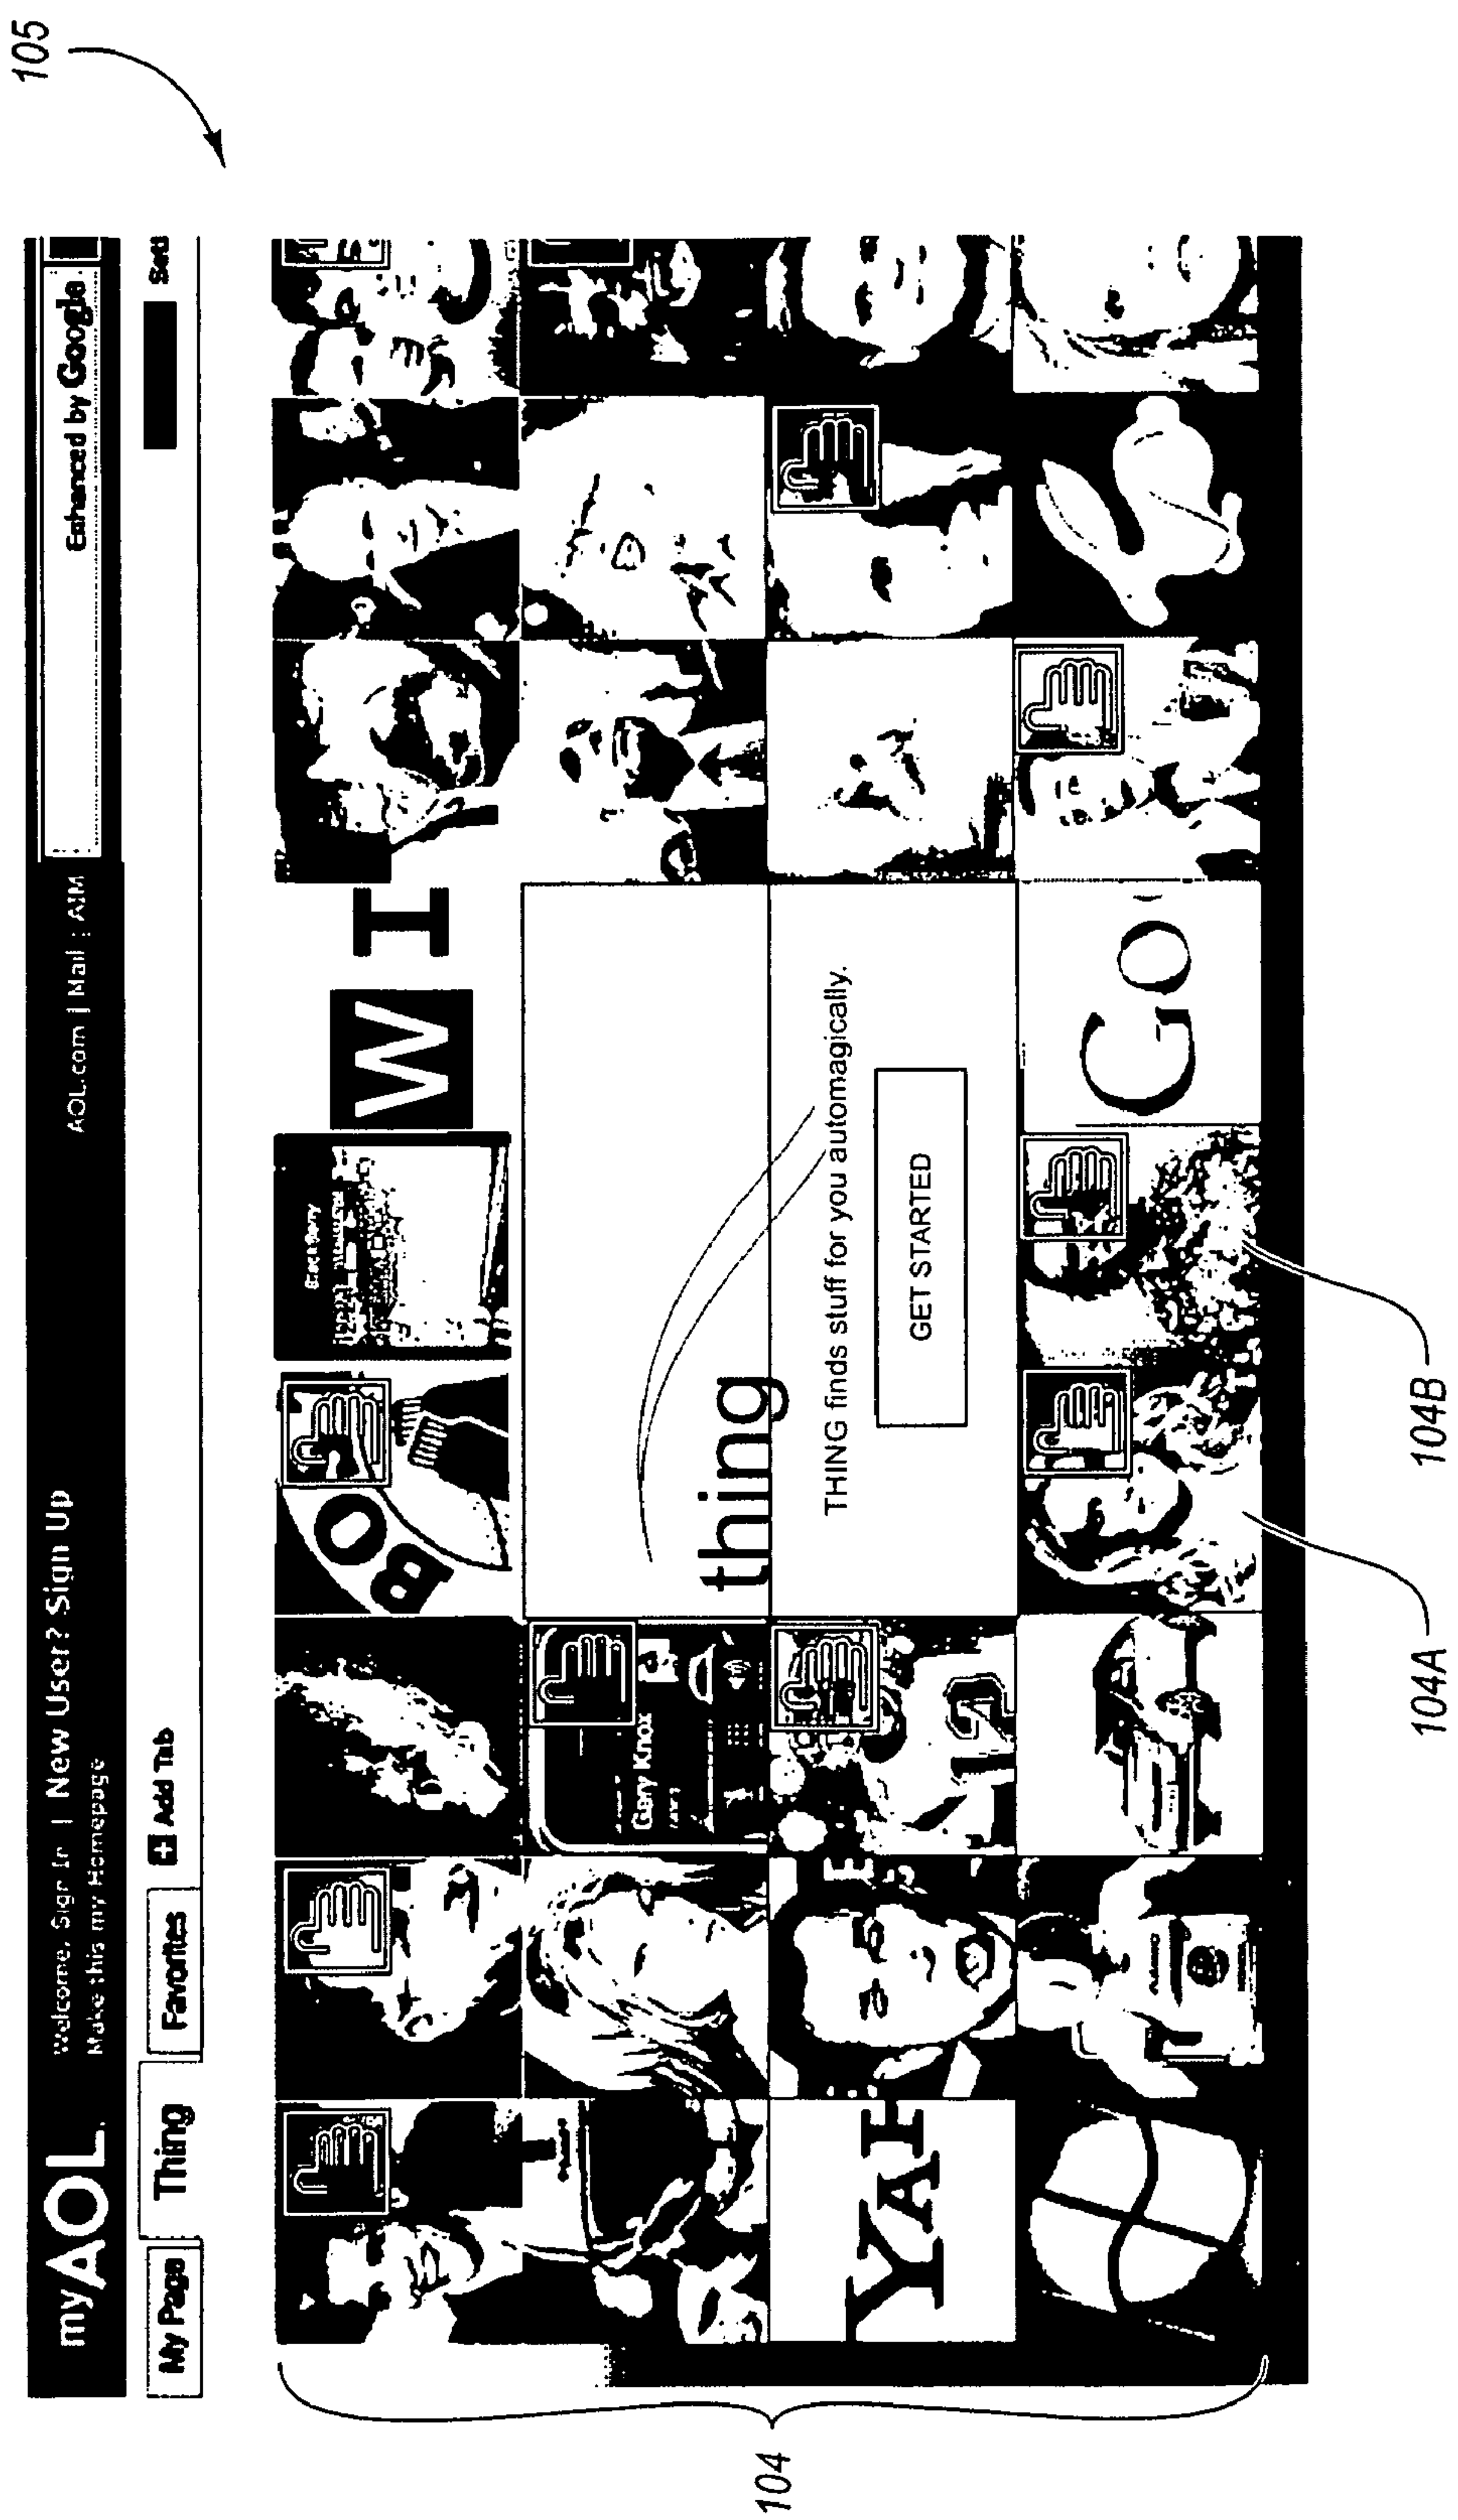 105
myAOL.
Welcome, Sign In | New User? Sign Up
Make this my Homepage
AOL.com | Mail | AIM
Enhanced by Google
My Page
Thing
Favorites
+ Add Tab
W I
thing
THING finds stuff for you automagically.
GET STARTED
YAH
Go
104
104A
104B